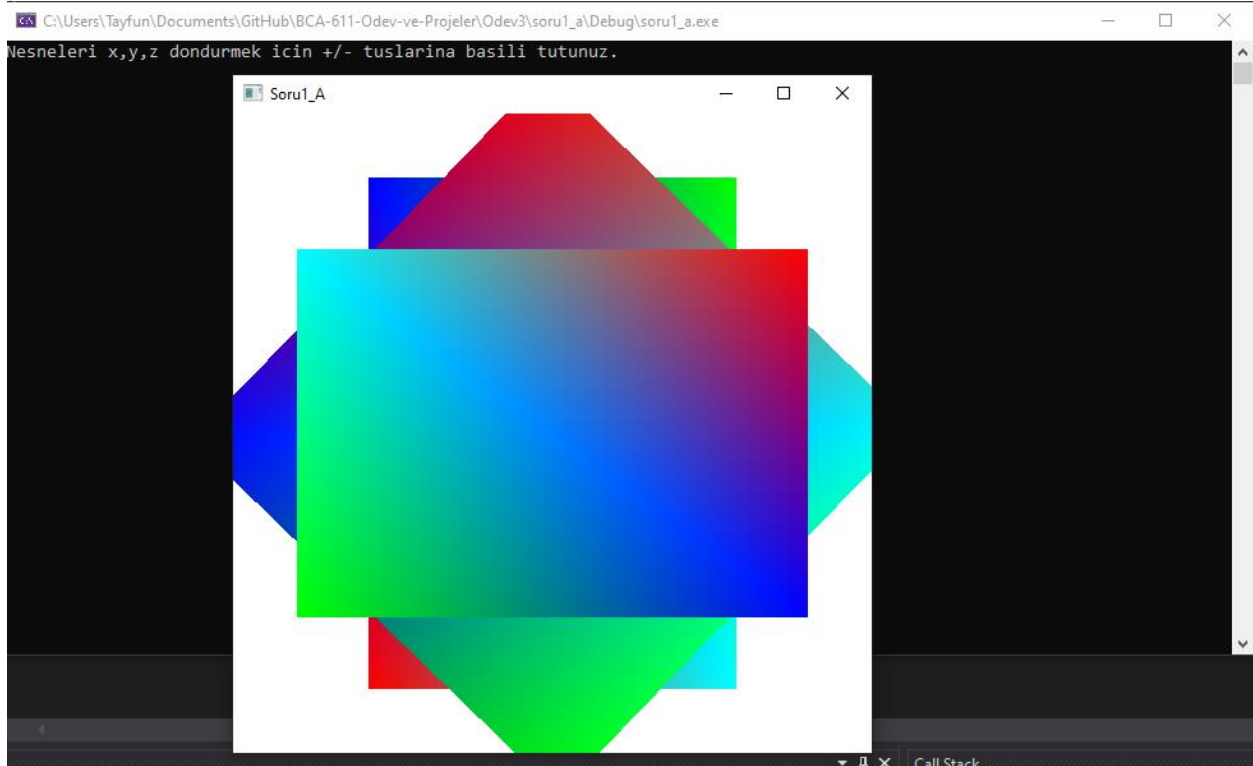 C:\Users\Tayfun\Documents\GitHub\BCA-611-Odev-ve-Projeler\Odev3\soru1_a\Debug\soru1_a.exe
Nesneleri x,y,z dondurmek icin +/- tuslarina basili tutunuz.
Soru1_A
Call Stack